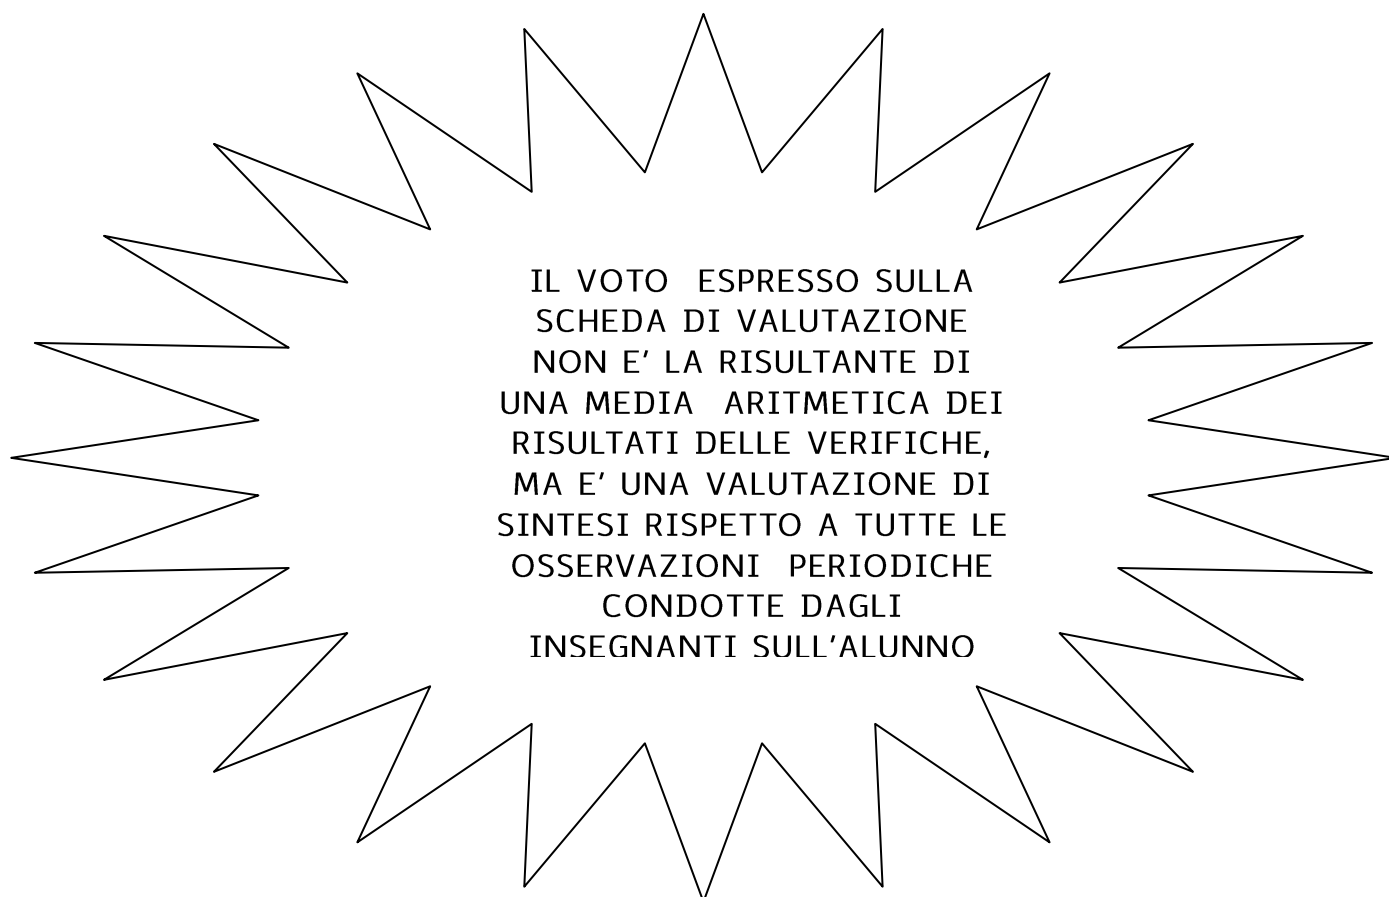 IL VOTO  ESPRESSO SULLA
SCHEDA DI VALUTAZIONE
NON E’ LA RISULTANTE DI
UNA MEDIA  ARITMETICA DEI
RISULTATI DELLE VERIFICHE,
MA E’ UNA VALUTAZIONE DI
SINTESI RISPETTO A TUTTE LE
OSSERVAZIONI  PERIODICHE
CONDOTTE DAGLI
INSEGNANTI SULL’ALUNNO